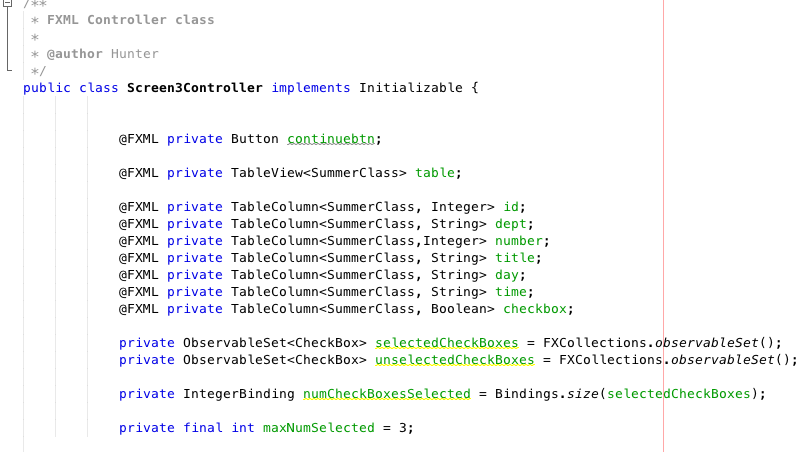 /**
* FXML Controller class
*
* @author Hunter
*/
public class Screen3Controller implements Initializable {
@FXML private Button continuebtn;
@FXML private TableView<SummerClass> table;
@FXML private TableColumn<SummerClass, Integer> id;
@FXML private TableColumn<SummerClass, String> dept;
@FXML private TableColumn<SummerClass,Integer> number;
@FXML private TableColumn<SummerClass, String> title;
@FXML private TableColumn<SummerClass, String> day;
@FXML private TableColumn<SummerClass, String> time;
@FXML private TableColumn<SummerClass, Boolean> checkbox;
private ObservableSet<CheckBox> selectedCheckBoxes = FXCollections.observableSet();
private ObservableSet<CheckBox> unselectedCheckBoxes = FXCollections.observableSet();
private IntegerBinding numCheckBoxesSelected = Bindings.size(selectedCheckBoxes);
private final int maxNumSelected = 3;